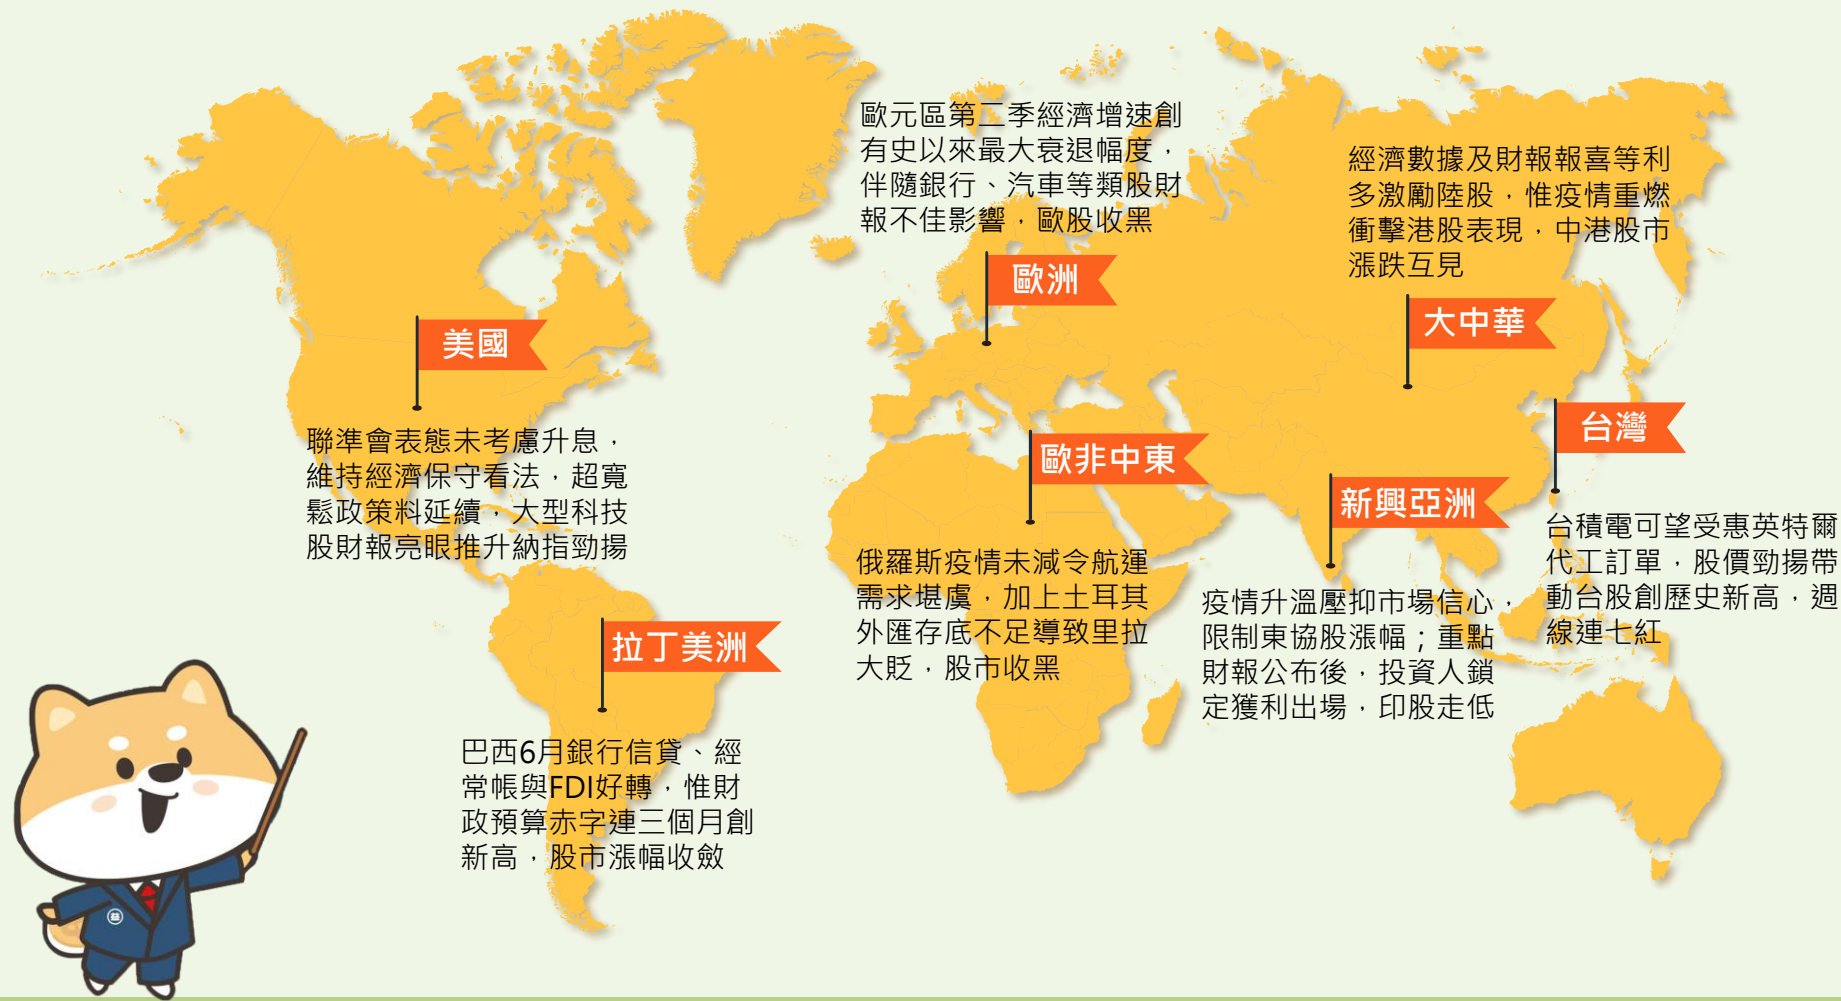 歐元區第二季經濟增速創
有史以來最大衰退幅度，
伴隨銀行、汽車等類股財
報不佳影響，歐股收黑
歐洲
經濟數據及財報報喜等利
多激勵陸股，惟疫情重燃
衝擊港股表現，中港股市
漲跌互見
大中華
美國
聯準會表態未考慮升息，
維持經濟保守看法，超寬
鬆政策料延續，大型科技
股財報亮眼推升納指勁揚
歐非中東
俄羅斯疫情未減令航運
需求堪虞，加上土耳其
外匯存底不足導致里拉
大貶，股市收黑
新興亞洲
疫情升溫壓抑市場信心，
限制東協股漲幅；重點
財報公布後，投資人鎖
定獲利出場，印股走低
台灣
台積電可望受惠英特爾
代工訂單，股價勁揚帶
動台股創歷史新高，週
線連七紅
拉丁美洲
巴西6月銀行信貸、經
常帳與FDI好轉，惟財
政預算赤字連三個月創
新高，股市漲幅收斂